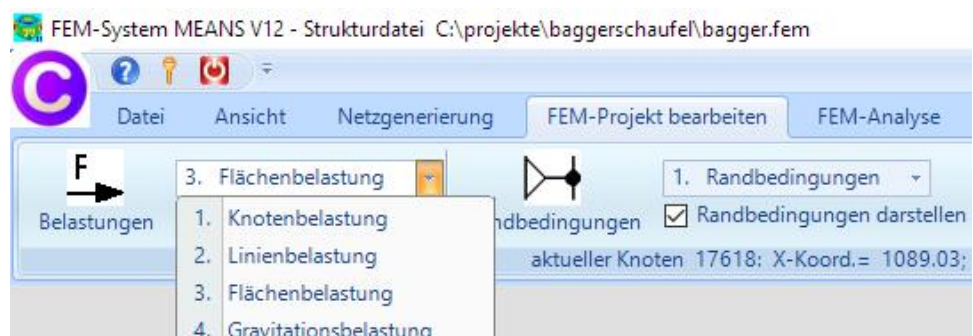 FEM-System MEANS V12 - Strukturdatei C:\projekte\baggerschaufel\bagger.fem
C
?
Datei Ansicht Netzgenerierung FEM-Projekt bearbeiten FEM-Analyse
F
3. Flächenbelastung 1. Randbedingungen
Belastungen ndbedingungen Randbedingungen darstellen
1. Knotenbelastung
aktueller Knoten 17618: X-Koord.= 1089.03;
2. Linienbelastung
3. Flächenbelastung
4. Gravitationsbelastung